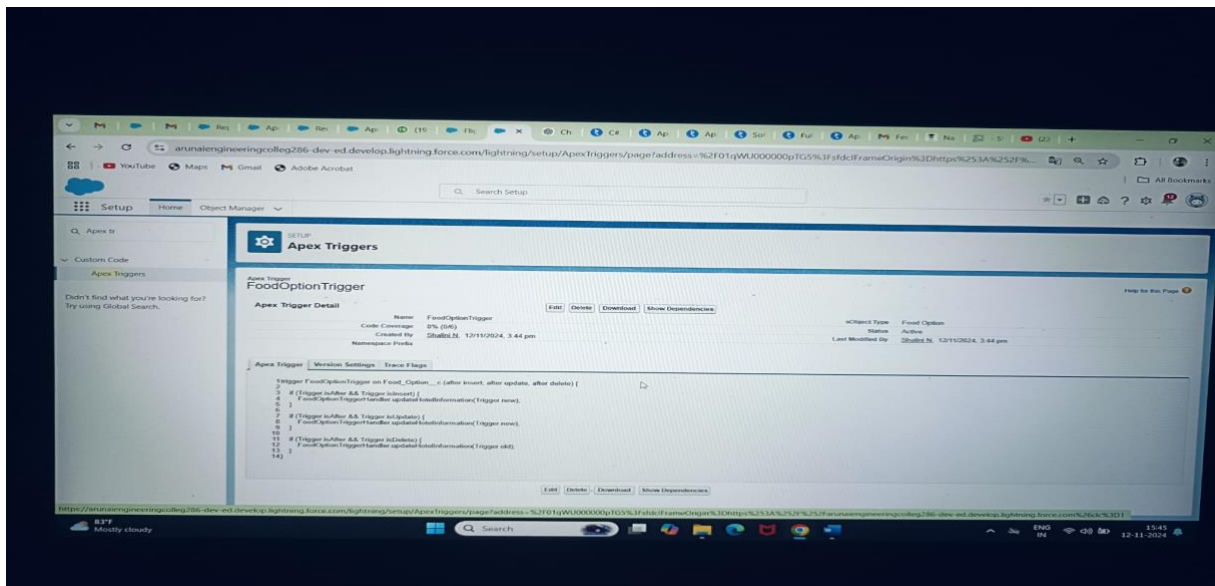 Ap
Ap
(15
Ch
Ap
Ap
Ap
Na
(2)
arunaiengineeringcolleg286-dev-ed.develop.lightning.force.com/lightning/setup/ApexTriggers/page?address=%2F01qWU000000pTG5%3FsfdcIFrameOrigin%3Dhttps%253A%252F%...
YouTube Maps Gmail Adobe Acrobat
All Bookmarks
Search Setup
Setup Home Object Manager
Apex tr
SETUP
Apex Triggers
Custom Code
Apex Triggers
Didn't find what you're looking for?
Try using Global Search.
Apex Trigger
FoodOptionTrigger
Help for this Page
Apex Trigger Detail
Edit Delete Download Show Dependencies
Name FoodOptionTrigger
sObject Type Food Option
Code Coverage 0% (0/6)
Status Active
Created By Shalini N, 12/11/2024, 3:44 pm
Last Modified By Shalini N, 12/11/2024, 3:44 pm
Namespace Prefix
Apex Trigger Version Settings Trace Flags
1 trigger FoodOptionTrigger on Food_Option__c (after insert, after update, after delete) {
2
3 if (Trigger.isAfter && Trigger.isInsert) {
4 FoodOptionTriggerHandler.updateHotelInformation(Trigger.new);
5 }
6
7 if (Trigger.isAfter && Trigger.isUpdate) {
8 FoodOptionTriggerHandler.updateHotelInformation(Trigger.new);
9 }
10
11 if (Trigger.isAfter && Trigger.isDelete) {
12 FoodOptionTriggerHandler.updateHotelInformation(Trigger.old);
13 }
14 }
Edit Delete Download Show Dependencies
83°F
Mostly cloudy
Search
ENG
IN
15:45
12-11-2024